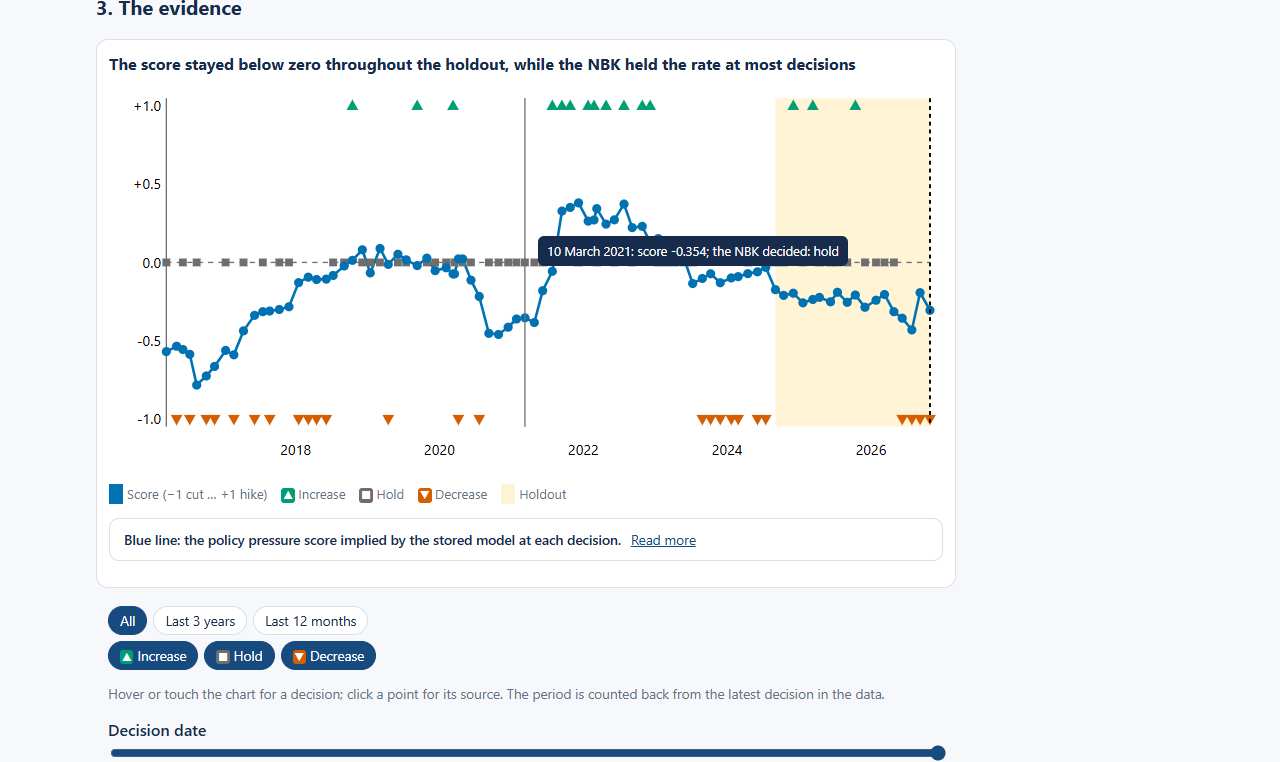 3. The evidence
The score stayed below zero throughout the holdout, while the NBK held the rate at most decisions
+1.0
+0.5
0.0
-0.5
-1.0
10 March 2021: score -0.354; the NBK decided: hold
2018 2020 2022 2024 2026
Score (−1 cut … +1 hike) Increase Hold Decrease Holdout
Blue line: the policy pressure score implied by the stored model at each decision. Read more
All Last 3 years Last 12 months
Increase Hold Decrease
Hover or touch the chart for a decision; click a point for its source. The period is counted back from the latest decision in the data.
Decision date